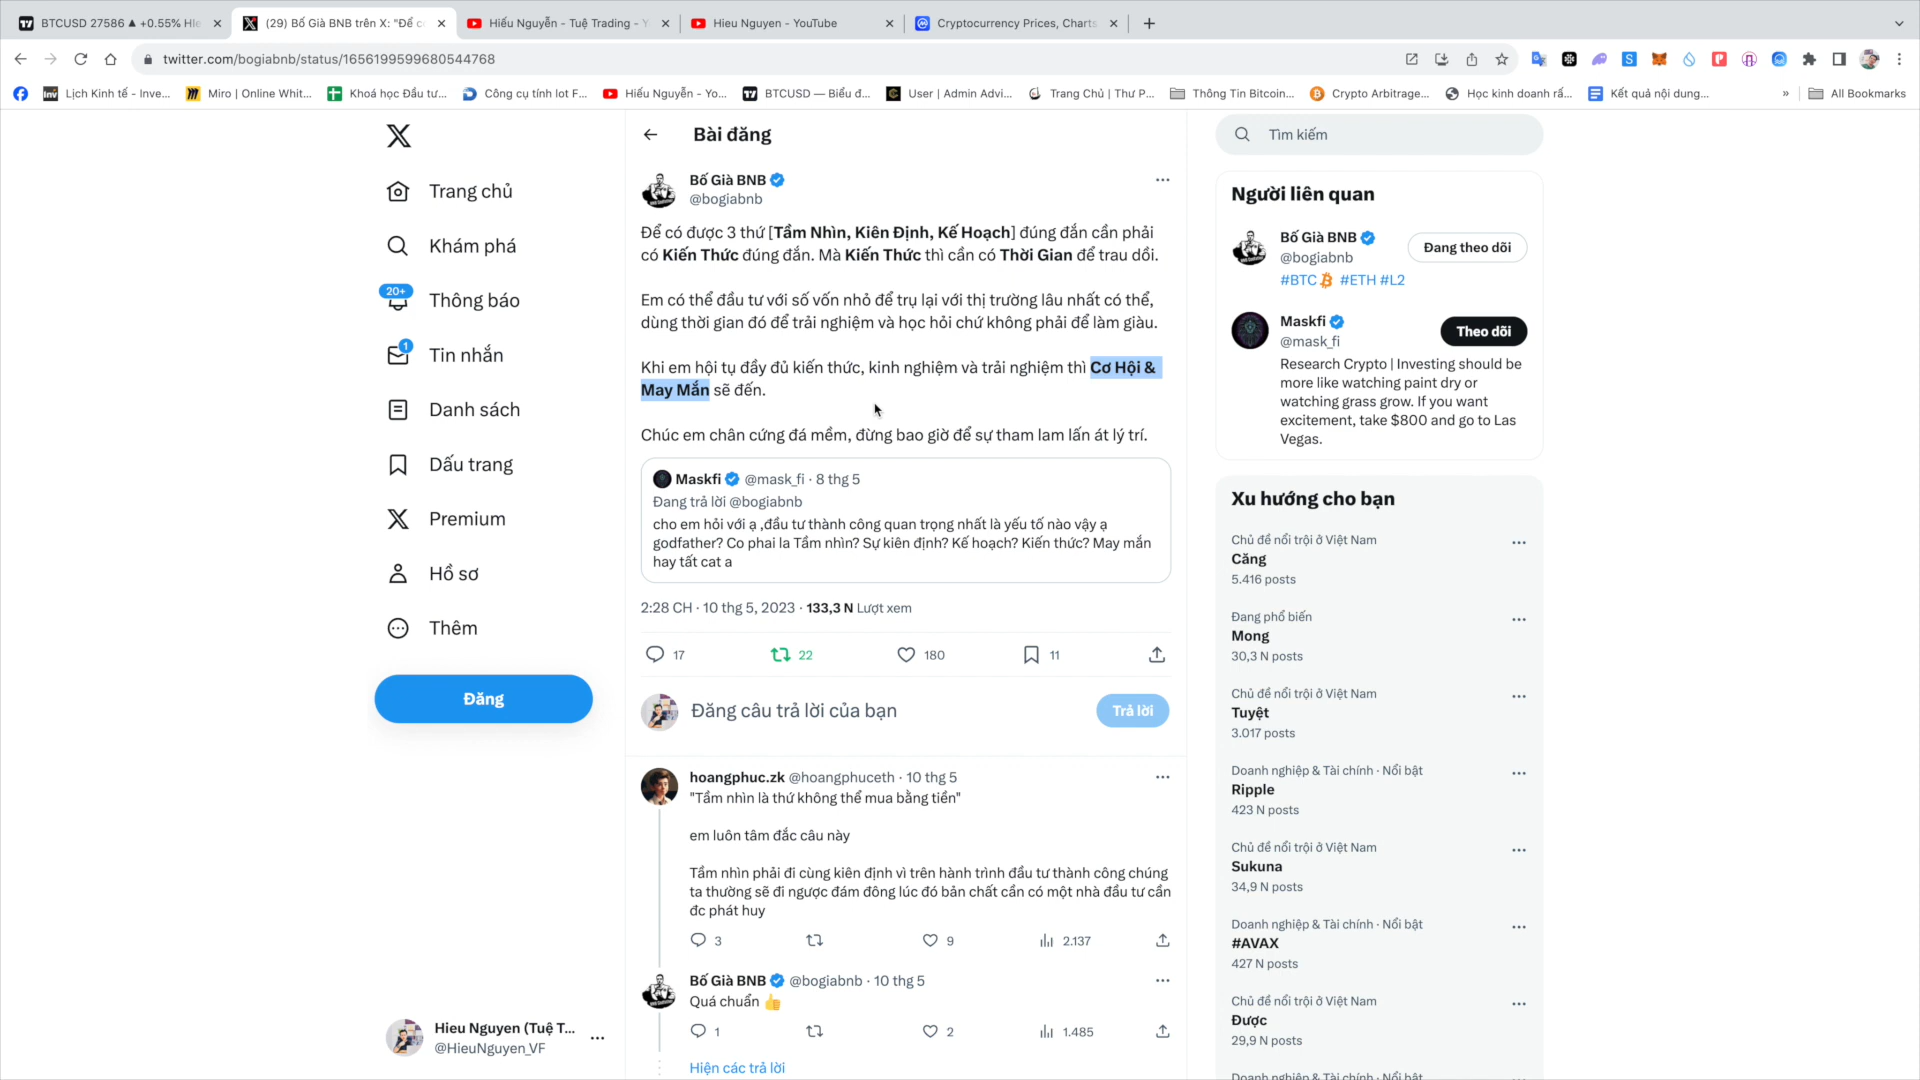 BTCUSD 27586 ▲ +0.55% Hie
(29) Bố Già BNB trên X: "Để c
Hiếu Nguyễn - Tuệ Trading - Y
Hieu Nguyen - YouTube
Cryptocurrency Prices, Charts
twitter.com/bogiabnb/status/1656199599680544768
Lịch Kinh tế - Inve...
Miro | Online Whit...
Khoá học Đầu tư...
Công cụ tính lot F...
Hiếu Nguyễn - Yo...
BTCUSD — Biểu đ...
User | Admin Advi...
Trang Chủ | Thư P...
Thông Tin Bitcoin...
Crypto Arbitrage...
Học kinh doanh rấ...
Kết quả nội dung...
»
All Bookmarks
Trang chủ
Khám phá
20+
Thông báo
1
Tin nhắn
Danh sách
Dấu trang
Premium
Hồ sơ
Thêm
Đăng
Hieu Nguyen (Tuệ T...
@HieuNguyen_VF
Bài đăng
Bố Già BNB
@bogiabnb
Để có được 3 thứ [Tầm Nhìn, Kiên Định, Kế Hoạch] đúng đắn cần phải
có Kiến Thức đúng đắn. Mà Kiến Thức thì cần có Thời Gian để trau dồi.
Em có thể đầu tư với số vốn nhỏ để trụ lại với thị trường lâu nhất có thể,
dùng thời gian đó để trải nghiệm và học hỏi chứ không phải để làm giàu.
Khi em hội tụ đầy đủ kiến thức, kinh nghiệm và trải nghiệm thì Cơ Hội &
May Mắn sẽ đến.
Chúc em chân cứng đá mềm, đừng bao giờ để sự tham lam lấn át lý trí.
Maskfi @mask_fi · 8 thg 5
Đang trả lời @bogiabnb
cho em hỏi với ạ ,đầu tư thành công quan trọng nhất là yếu tố nào vậy ạ
godfather? Co phai la Tầm nhìn? Sự kiên định? Kế hoạch? Kiến thức? May mắn
hay tất cat a
2:28 CH · 10 thg 5, 2023 · 133,3 N Lượt xem
17 22 180 11
Đăng câu trả lời của bạn
Trả lời
hoangphuc.zk @hoangphuceth · 10 thg 5
"Tầm nhìn là thứ không thể mua bằng tiền"
em luôn tâm đắc câu này
Tầm nhìn phải đi cùng kiên định vì trên hành trình đầu tư thành công chúng
ta thường sẽ đi ngược đám đông lúc đó bản chất cần có một nhà đầu tư cần
đc phát huy
3 9 2.137
Bố Già BNB @bogiabnb · 10 thg 5
Quá chuẩn 👍
1 2 1.485
Hiện các trả lời
Tìm kiếm
Người liên quan
Bố Già BNB
@bogiabnb
Đang theo dõi
#BTC #ETH #L2
Maskfi
@mask_fi
Theo dõi
Research Crypto | Investing should be
more like watching paint dry or
watching grass grow. If you want
excitement, take $800 and go to Las
Vegas.
Xu hướng cho bạn
Chủ đề nổi trội ở Việt Nam
Căng
5.416 posts
Đang phổ biến
Mong
30,3 N posts
Chủ đề nổi trội ở Việt Nam
Tuyệt
3.017 posts
Doanh nghiệp & Tài chính · Nổi bật
Ripple
423 N posts
Chủ đề nổi trội ở Việt Nam
Sukuna
34,9 N posts
Doanh nghiệp & Tài chính · Nổi bật
#AVAX
427 N posts
Chủ đề nổi trội ở Việt Nam
Được
29,9 N posts
Doanh nghiệp & Tài chính · Nổi bật